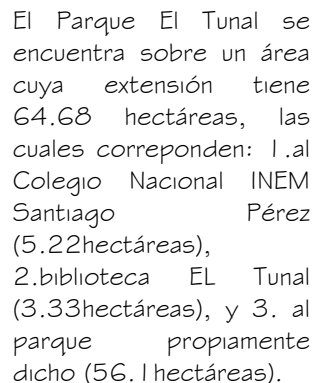 El Parque El Tunal se
encuentra sobre un área
cuya extensión tiene
64.68 hectáreas, las
cuales correponden: 1.al
Colegio Nacional INEM
Santiago Pérez
(5.22hectáreas),
2.biblioteca EL Tunal
(3.33hectáreas), y 3. al
parque propiamente
dicho (56.1hectáreas).